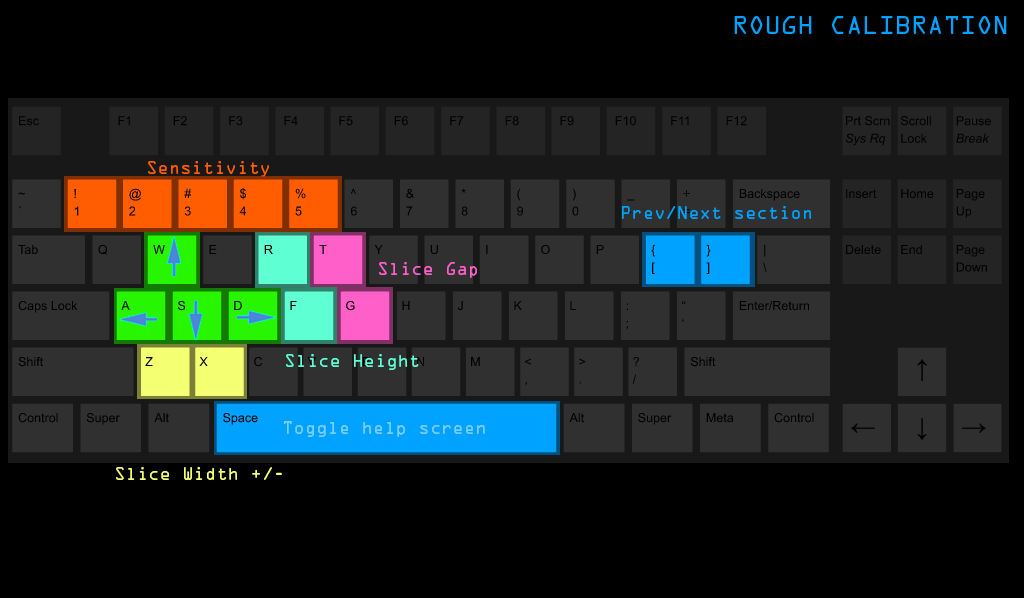 ROUGH CALIBRATION
Esc F1 F2 F3 F4 F5 F6 F7 F8 F9 F10 F11 F12 Prt Scrn Scroll Pause
Sys Rq Lock Break
Sensitivity
~ ! @ # $ % ^ & * ( ) _ + Backspace Insert Home Page
` 1 2 3 4 5 6 7 8 9 0 Up
Prev/Next section
Tab Q W E R T Y U I O P { } | Delete End Page
[ ] \ Down
Slice Gap
Caps Lock A S D F G H J K L : " Enter/Return
; '
Shift Z X C N M < > ? Shift ↑
, . /
Slice Height
Control Super Alt Space Alt Super Meta Control ← ↓ →
Toggle help screen
Slice Width +/-